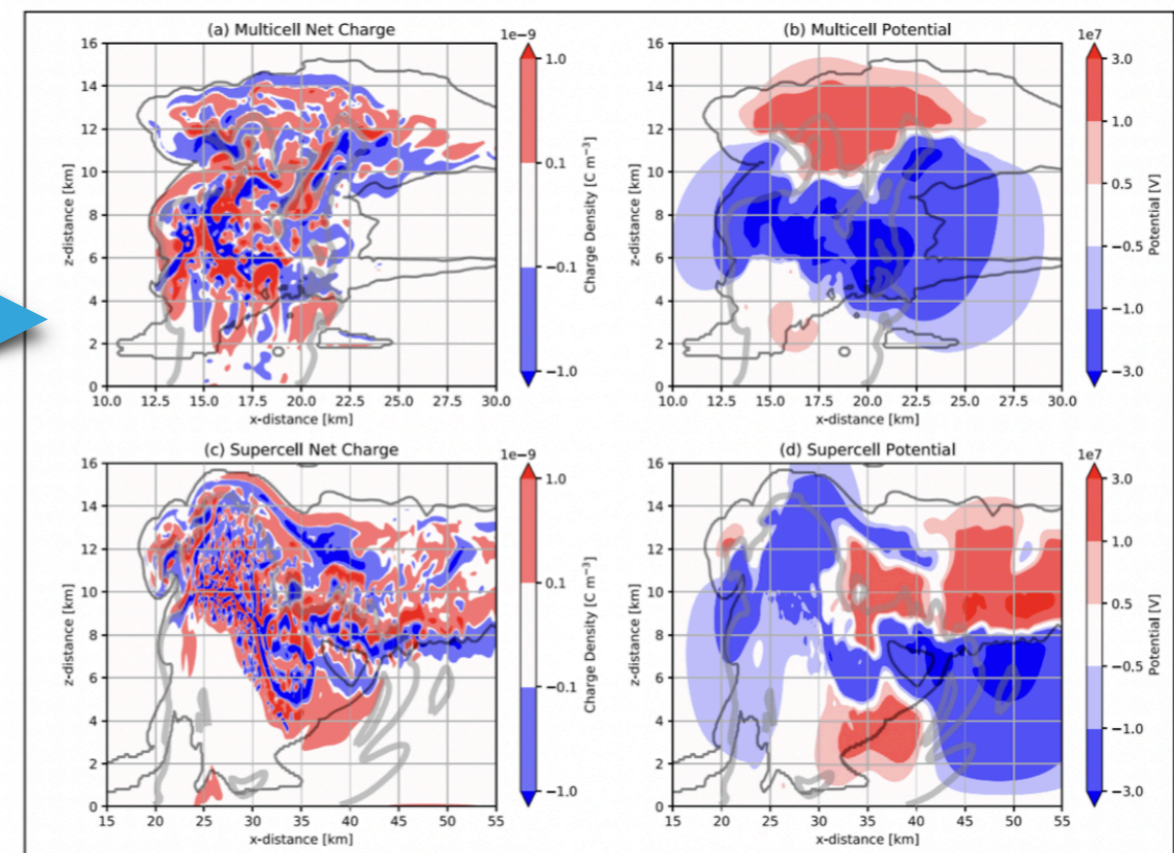 (a) Multicell Net Charge
1e−9
16
14
12
10
8
6
4
2
0
z-distance [km]
10.0 12.5 15.0 17.5 20.0 22.5 25.0 27.5 30.0
x-distance [km]
1.0
0.1
−0.1
−1.0
Charge Density [C m⁻³]
(b) Multicell Potential
1e7
16
14
12
10
8
6
4
2
0
z-distance [km]
10.0 12.5 15.0 17.5 20.0 22.5 25.0 27.5 30.0
x-distance [km]
3.0
1.0
0.5
−0.5
−1.0
−3.0
Potential [V]
(c) Supercell Net Charge
1e−9
16
14
12
10
8
6
4
2
0
z-distance [km]
15 20 25 30 35 40 45 50 55
x-distance [km]
1.0
0.1
−0.1
−1.0
Charge Density [C m⁻³]
(d) Supercell Potential
1e7
16
14
12
10
8
6
4
2
0
z-distance [km]
15 20 25 30 35 40 45 50 55
x-distance [km]
3.0
1.0
0.5
−0.5
−1.0
−3.0
Potential [V]